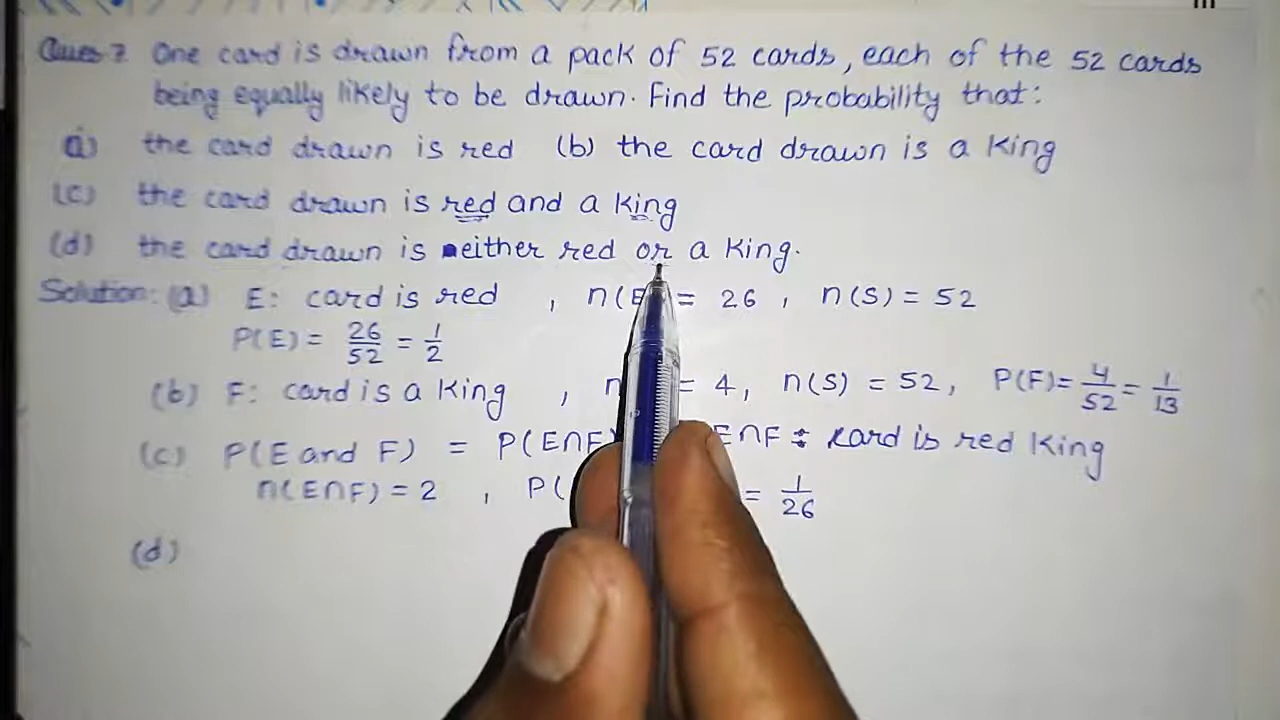 Ques 7. One card is drawn from a pack of 52 cards, each of the 52 cards
being equally likely to be drawn. Find the probability that:
a) the card drawn is red (b) the card drawn is a King
(c) the card drawn is red and a king
(d) the card drawn is either red or a King.
Solution: (a) E: card is red , n(E) = 26 , n(S) = 52
P(E) = 26/52 = 1/2
(b) F: card is a King , n = 4, n(S) = 52, P(F) = 4/52 = 1/13
(c) P(E and F) = P(E∩F) E∩F : card is red King
n(E∩F) = 2 , P( = 1/26
(d)